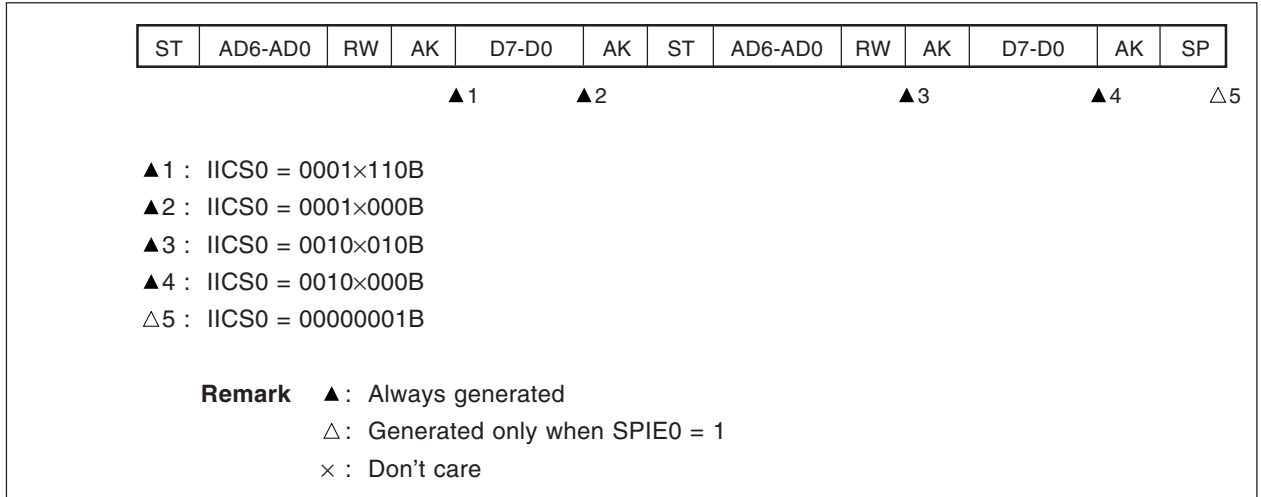 ST AD6-AD0 RW AK D7-D0 AK ST AD6-AD0 RW AK D7-D0 AK SP
▲1 ▲2 ▲3 ▲4 △5
▲1 : IICS0 = 0001×110B
▲2 : IICS0 = 0001×000B
▲3 : IICS0 = 0010×010B
▲4 : IICS0 = 0010×000B
△5 : IICS0 = 00000001B
Remark ▲: Always generated
△: Generated only when SPIE0 = 1
× : Don't care